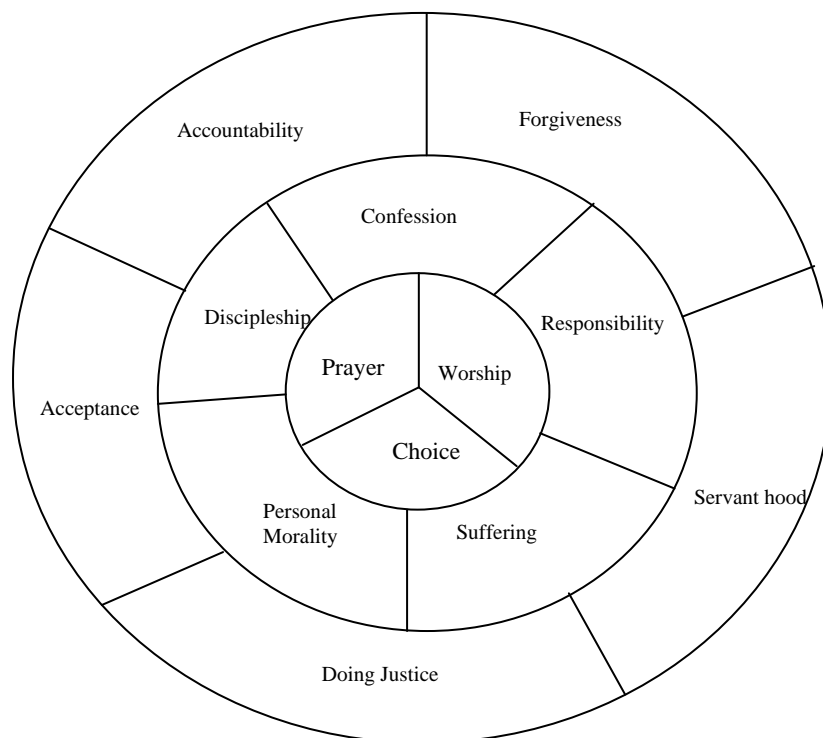 Forgiveness
Accountability
Confession
Discipleship
Responsibility
Prayer
Worship
Acceptance
Choice
Servant hood
Personal
Morality
Suffering
Doing Justice